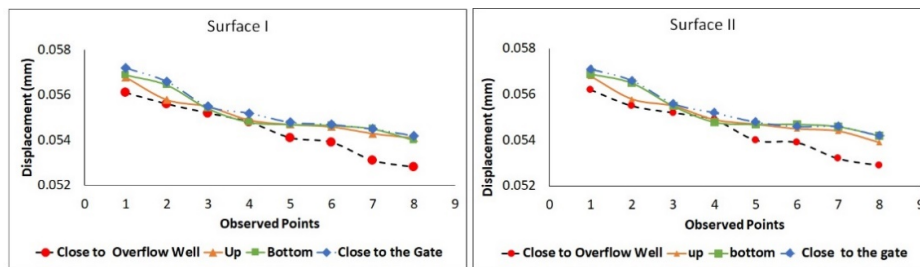 Surface I
0.058
0.056
0.054
0.052
Displacement (mm)
0 1 2 3 4 5 6 7 8 9
Observed Points
Close to Overflow Well Up Bottom Close to the Gate
Surface II
0.058
0.056
0.054
0.052
Displacement (mm)
0 1 2 3 4 5 6 7 8 9
Observed Points
Close to Overflow Well up bottom Close to the gate